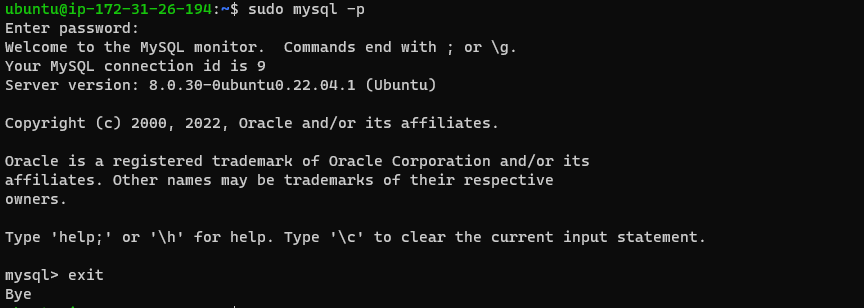 ubuntu@ip-172-31-26-194:~$ sudo mysql -p
Enter password:
Welcome to the MySQL monitor.  Commands end with ; or \g.
Your MySQL connection id is 9
Server version: 8.0.30-0ubuntu0.22.04.1 (Ubuntu)

Copyright (c) 2000, 2022, Oracle and/or its affiliates.

Oracle is a registered trademark of Oracle Corporation and/or its
affiliates. Other names may be trademarks of their respective
owners.

Type 'help;' or '\h' for help. Type '\c' to clear the current input statement.

mysql> exit
Bye